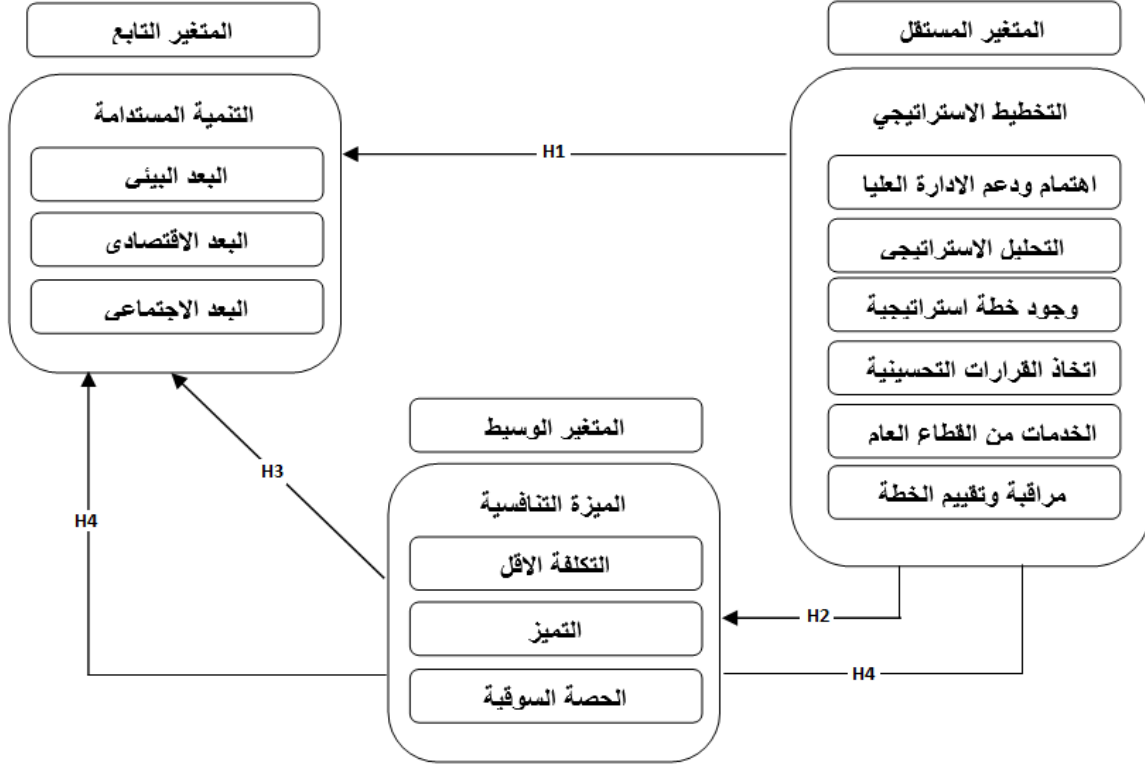 المتغير المستقل
التخطيط الاستراتيجي
اهتمام ودعم الادارة العليا
التحليل الاستراتيجى
وجود خطة استراتيجية
اتخاذ القرارات التحسينية
الخدمات من القطاع العام
مراقبة وتقييم الخطة
المتغير التابع
التنمية المستدامة
البعد البيئى
البعد الاقتصادى
البعد الاجتماعى
المتغير الوسيط
الميزة التنافسية
التكلفة الاقل
التميز
الحصة السوقية
H1
H2
H3
H4
H4